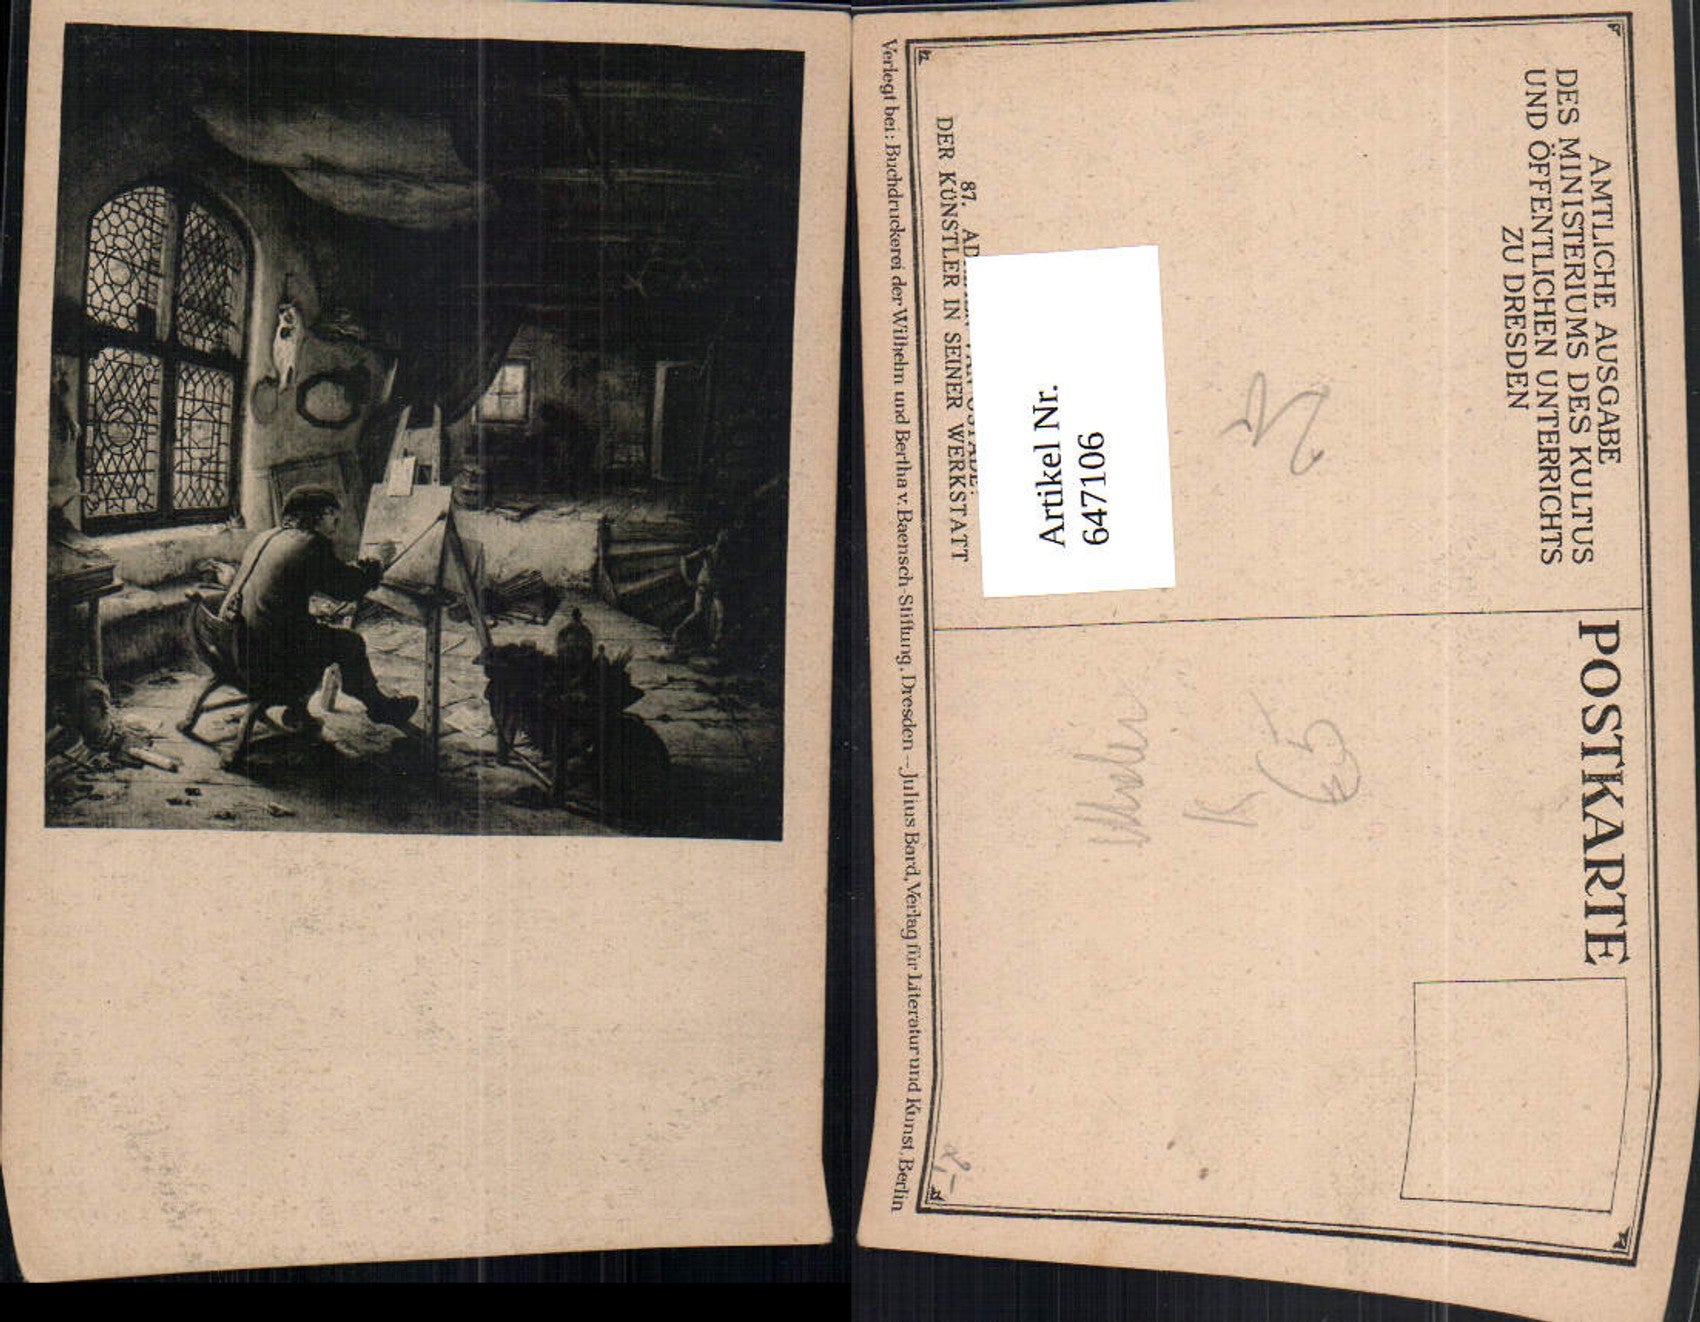 AMTLICHE AUSGABE
DES MINISTERIUMS DES KULTUS
UND ÖFFENTLICHEN UNTERRICHTS
ZU DRESDEN
POSTKARTE
Artikel Nr.
6471106
87.
DER KÜNSTLER IN SEINER WERKSTATT
Verlegt bei: Buchdruckerei der Wilhelm und Bertha v. Baensch-Stiftung, Dresden – Julius Bard, Verlag für Literatur und Kunst, Berlin
K
65